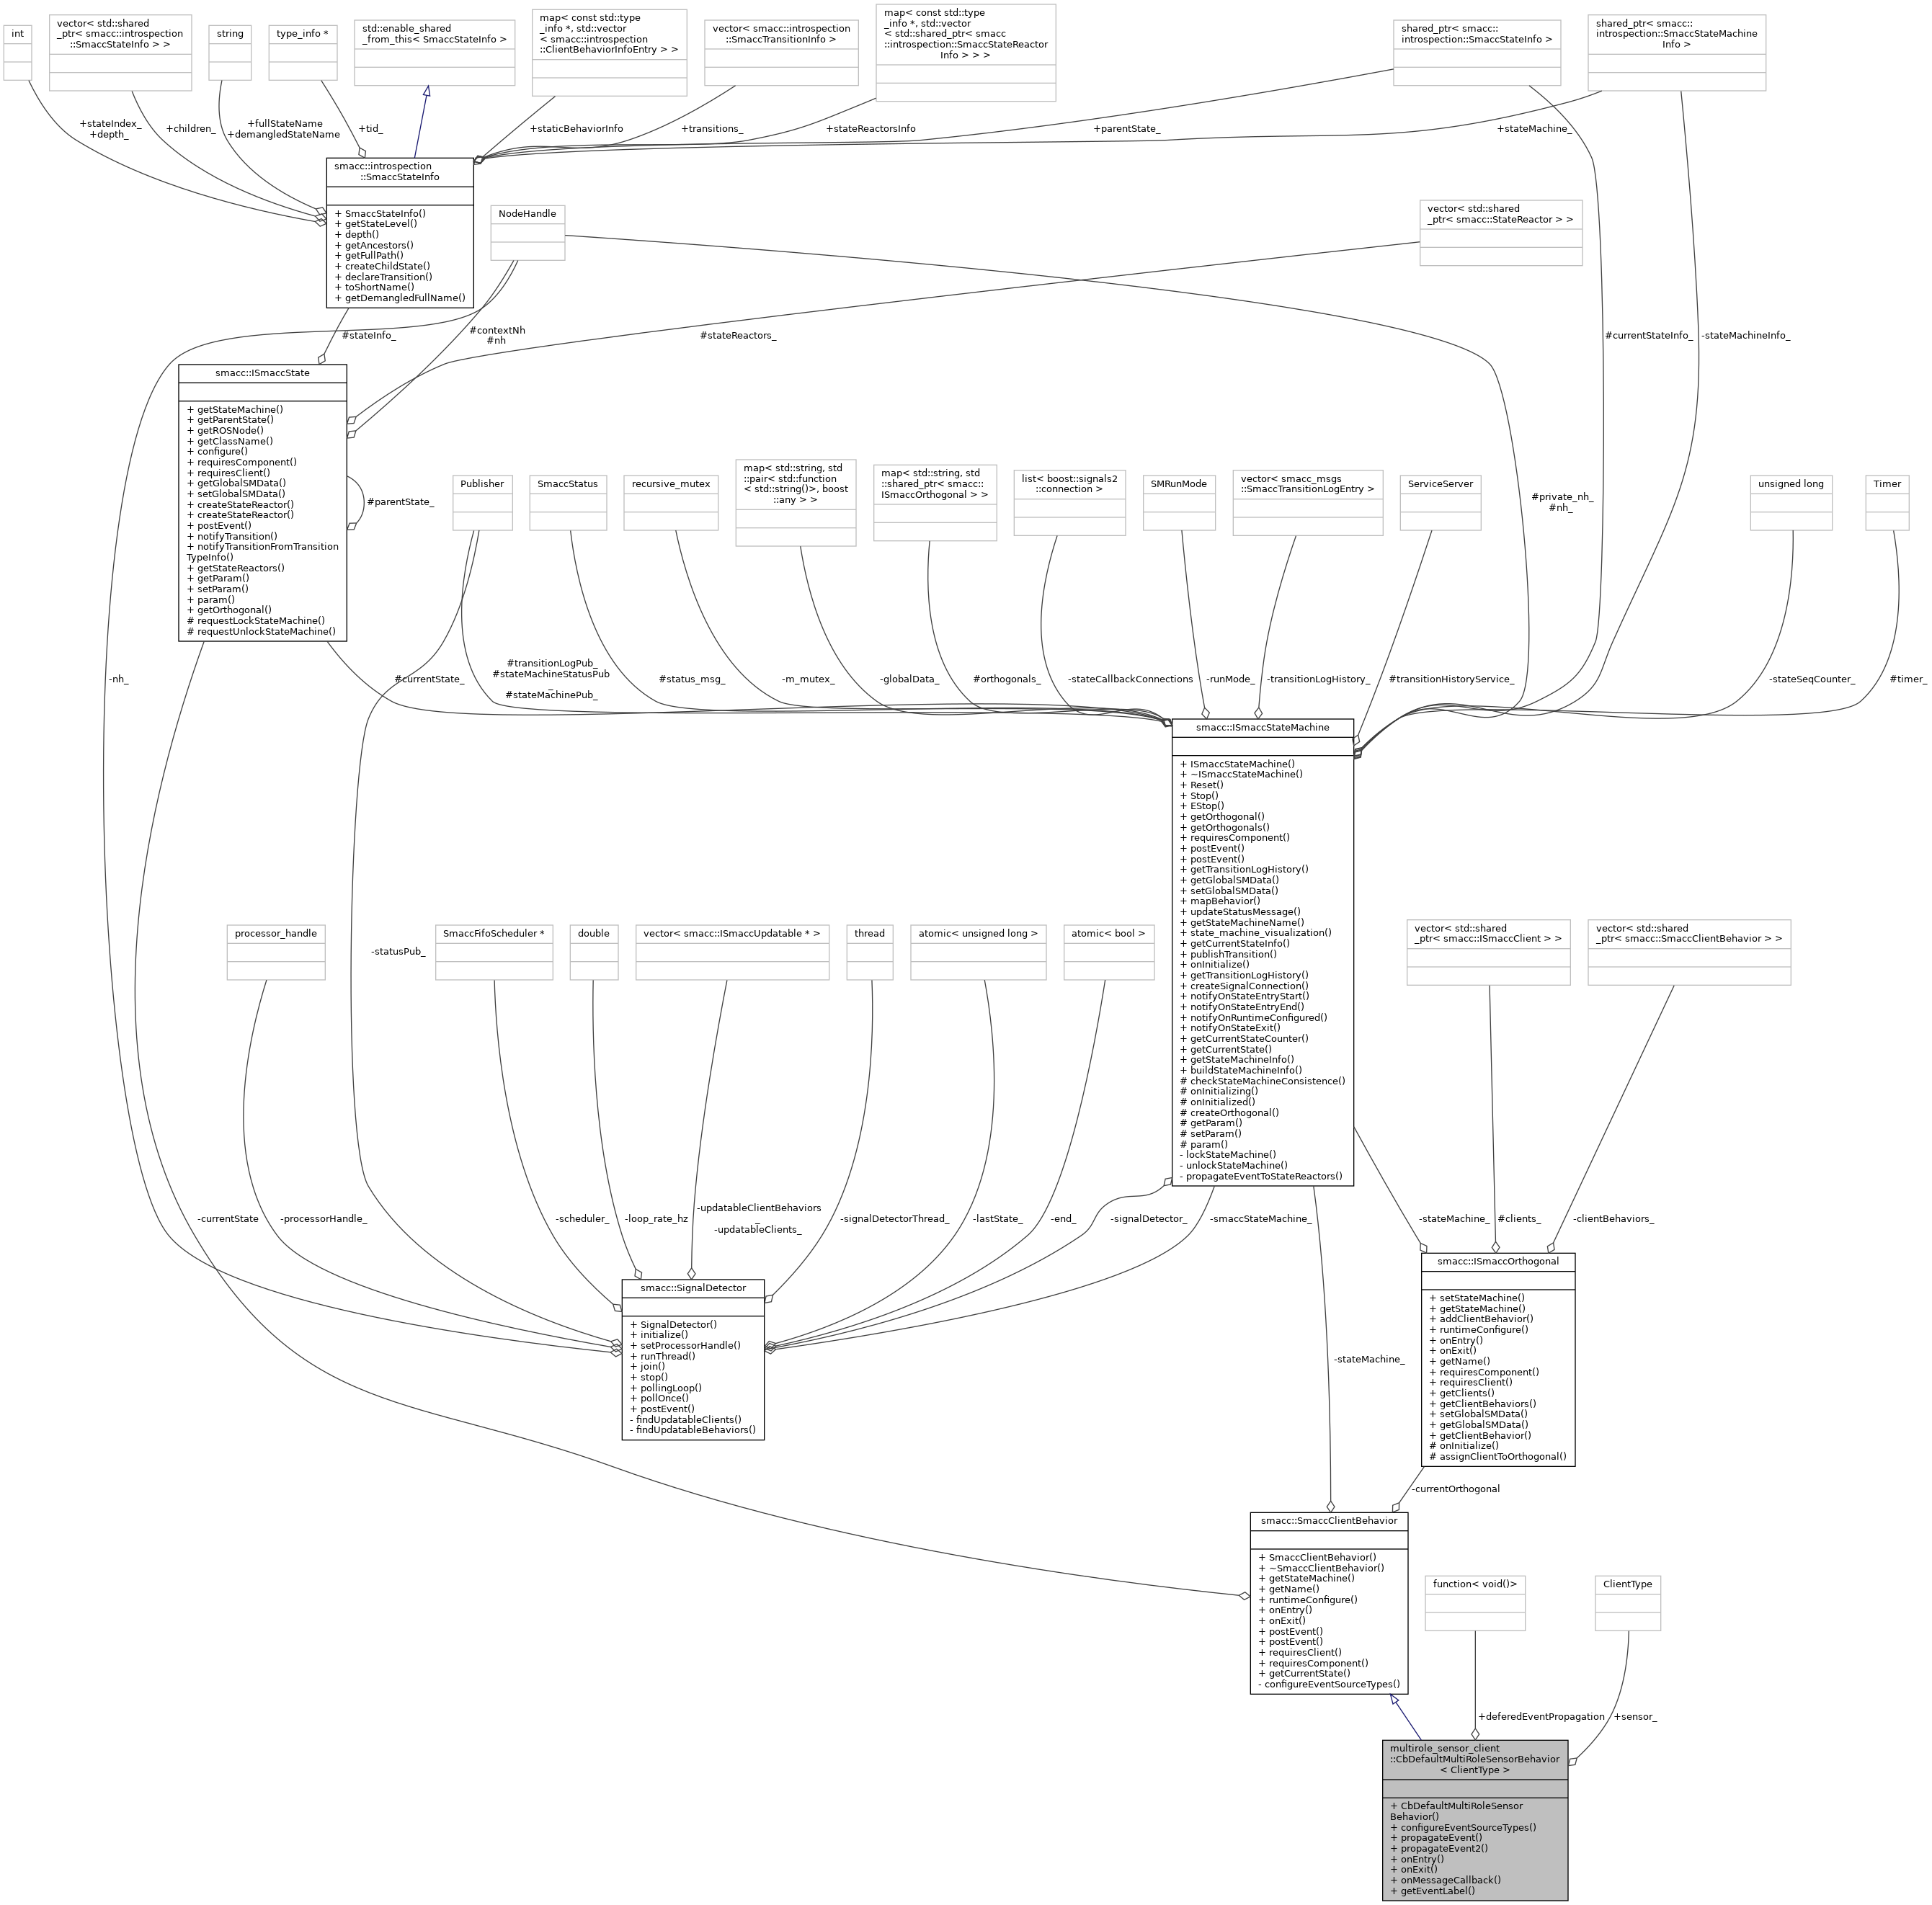 int
vector< std::shared
_ptr< smacc::introspection
::SmaccStateInfo > >
string
type_info *
std::enable_shared
_from_this< SmaccStateInfo >
map< const std::type
_info *, std::vector
< smacc::introspection
::ClientBehaviorInfoEntry > >
vector< smacc::introspection
::SmaccTransitionInfo >
map< const std::type
_info *, std::vector
< std::shared_ptr< smacc
::introspection::SmaccStateReactor
Info > > >
shared_ptr< smacc::
introspection::SmaccStateInfo >
shared_ptr< smacc::
introspection::SmaccStateMachine
Info >
+stateIndex_
+depth_
+children_
+fullStateName
+demangledStateName
+tid_
+staticBehaviorInfo
+transitions_
+stateReactorsInfo
+parentState_
+stateMachine_
smacc::introspection
::SmaccStateInfo
+ SmaccStateInfo()
+ getStateLevel()
+ depth()
+ getAncestors()
+ getFullPath()
+ createChildState()
+ declareTransition()
+ toShortName()
+ getDemangledFullName()
NodeHandle
vector< std::shared
_ptr< smacc::StateReactor > >
#stateInfo_
#contextNh
#nh
#stateReactors_
#currentStateInfo_
-stateMachineInfo_
smacc::ISmaccState
+ getStateMachine()
+ getParentState()
+ getROSNode()
+ getClassName()
+ configure()
+ requiresComponent()
+ requiresClient()
+ getGlobalSMData()
+ setGlobalSMData()
+ createStateReactor()
+ createStateReactor()
+ postEvent()
+ notifyTransition()
+ notifyTransitionFromTransition
TypeInfo()
+ getStateReactors()
+ getParam()
+ setParam()
+ param()
+ getOrthogonal()
# requestLockStateMachine()
# requestUnlockStateMachine()
#parentState_
Publisher
SmaccStatus
recursive_mutex
map< std::string, std
::pair< std::function
< std::string()>, boost
::any > >
map< std::string, std
::shared_ptr< smacc::
ISmaccOrthogonal > >
list< boost::signals2
::connection >
SMRunMode
vector< smacc_msgs
::SmaccTransitionLogEntry >
ServiceServer
#private_nh_
#nh_
unsigned long
Timer
-nh_
#currentState_
#transitionLogPub_
#stateMachineStatusPub
_
#stateMachinePub_
#status_msg_
-m_mutex_
-globalData_
#orthogonals_
-stateCallbackConnections
-runMode_
-transitionLogHistory_
#transitionHistoryService_
-stateSeqCounter_
#timer_
smacc::ISmaccStateMachine
+ ISmaccStateMachine()
+ ~ISmaccStateMachine()
+ Reset()
+ Stop()
+ EStop()
+ getOrthogonal()
+ getOrthogonals()
+ requiresComponent()
+ postEvent()
+ postEvent()
+ getTransitionLogHistory()
+ getGlobalSMData()
+ setGlobalSMData()
+ mapBehavior()
+ updateStatusMessage()
+ getStateMachineName()
+ state_machine_visualization()
+ getCurrentStateInfo()
+ publishTransition()
+ onInitialize()
+ getTransitionLogHistory()
+ createSignalConnection()
+ notifyOnStateEntryStart()
+ notifyOnStateEntryEnd()
+ notifyOnRuntimeConfigured()
+ notifyOnStateExit()
+ getCurrentStateCounter()
+ getCurrentState()
+ getStateMachineInfo()
+ buildStateMachineInfo()
# checkStateMachineConsistence()
# onInitializing()
# onInitialized()
# createOrthogonal()
# getParam()
# setParam()
# param()
- lockStateMachine()
- unlockStateMachine()
- propagateEventToStateReactors()
processor_handle
-statusPub_
SmaccFifoScheduler *
double
vector< smacc::ISmaccUpdatable * >
thread
atomic< unsigned long >
atomic< bool >
vector< std::shared
_ptr< smacc::ISmaccClient > >
vector< std::shared
_ptr< smacc::SmaccClientBehavior > >
-currentState
-processorHandle_
-scheduler_
-loop_rate_hz
-updatableClientBehaviors
_
-updatableClients_
-signalDetectorThread_
-lastState_
-end_
-signalDetector_
-smaccStateMachine_
-stateMachine_
#clients_
-clientBehaviors_
smacc::SignalDetector
+ SignalDetector()
+ initialize()
+ setProcessorHandle()
+ runThread()
+ join()
+ stop()
+ pollingLoop()
+ pollOnce()
+ postEvent()
- findUpdatableClients()
- findUpdatableBehaviors()
smacc::ISmaccOrthogonal
+ setStateMachine()
+ getStateMachine()
+ addClientBehavior()
+ runtimeConfigure()
+ onEntry()
+ onExit()
+ getName()
+ requiresComponent()
+ requiresClient()
+ getClients()
+ getClientBehaviors()
+ setGlobalSMData()
+ getGlobalSMData()
+ getClientBehavior()
# onInitialize()
# assignClientToOrthogonal()
-stateMachine_
-currentOrthogonal
smacc::SmaccClientBehavior
+ SmaccClientBehavior()
+ ~SmaccClientBehavior()
+ getStateMachine()
+ getName()
+ runtimeConfigure()
+ onEntry()
+ onExit()
+ postEvent()
+ postEvent()
+ requiresClient()
+ requiresComponent()
+ getCurrentState()
- configureEventSourceTypes()
function< void()>
ClientType
+deferedEventPropagation
+sensor_
multirole_sensor_client
::CbDefaultMultiRoleSensorBehavior
< ClientType >
+ CbDefaultMultiRoleSensor
Behavior()
+ configureEventSourceTypes()
+ propagateEvent()
+ propagateEvent2()
+ onEntry()
+ onExit()
+ onMessageCallback()
+ getEventLabel()